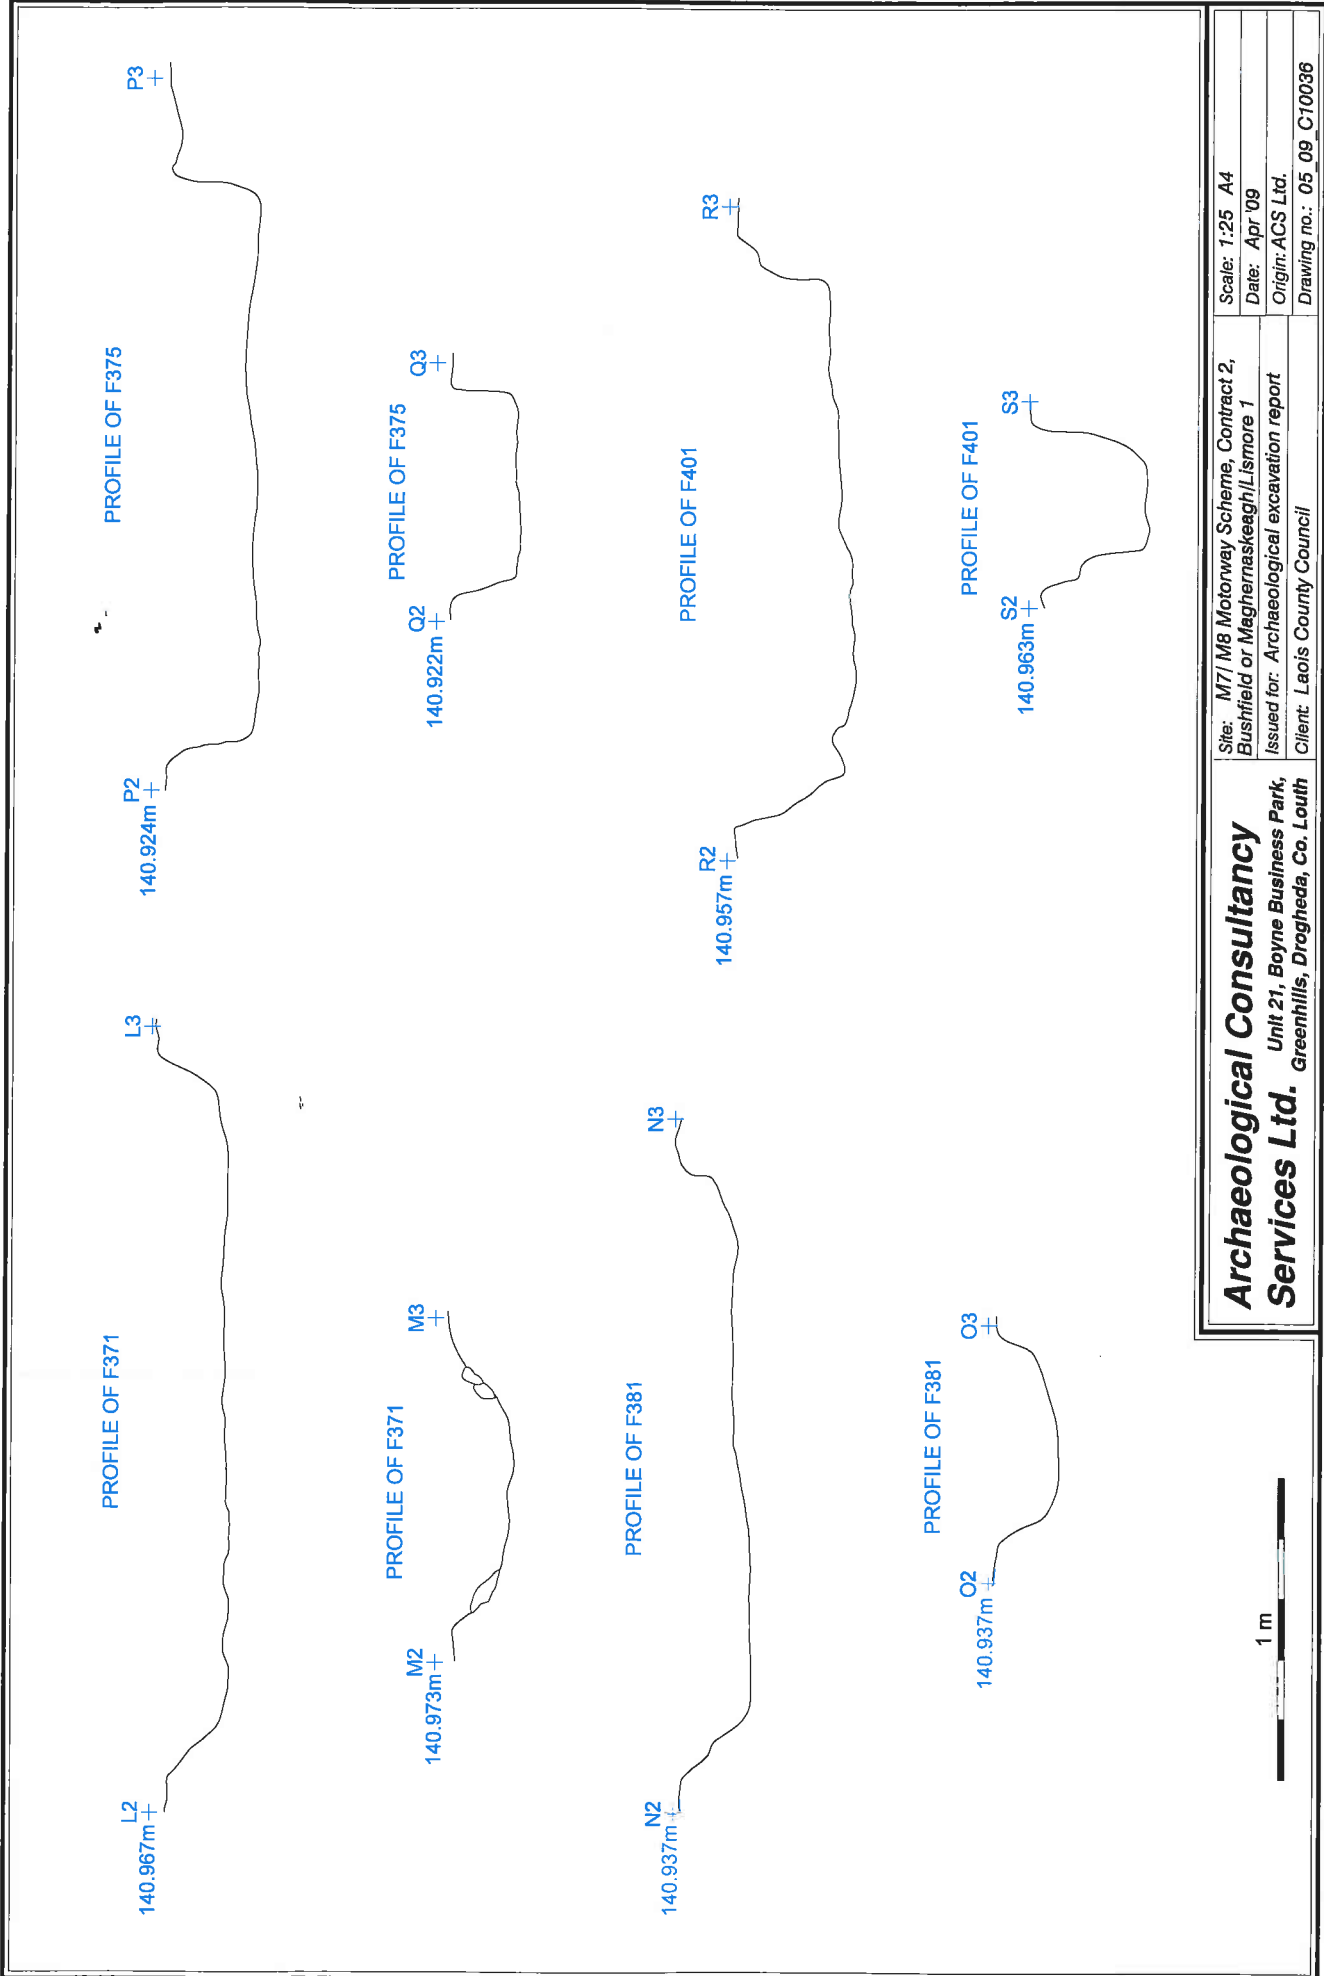 PROFILE OF F371
L2
140.967m
L3
PROFILE OF F375
P2
140.924m
P3
PROFILE OF F371
M2
140.973m
M3
PROFILE OF F375
Q2
140.922m
Q3
PROFILE OF F381
N2
140.937m
N3
PROFILE OF F401
R2
140.957m
R3
PROFILE OF F381
O2
140.937m
O3
PROFILE OF F401
S2
140.963m
S3
1 m
Archaeological Consultancy
Services Ltd.
Unit 21, Boyne Business Park,
Greenhills, Drogheda, Co. Louth
Site: M7/ M8 Motorway Scheme, Contract 2,
Bushfield or Maghernaskeagh/Lismore 1
Issued for: Archaeological excavation report
Client: Laois County Council
Scale: 1:25 A4
Date: Apr '09
Origin: ACS Ltd.
Drawing no.: 05_09_C10036